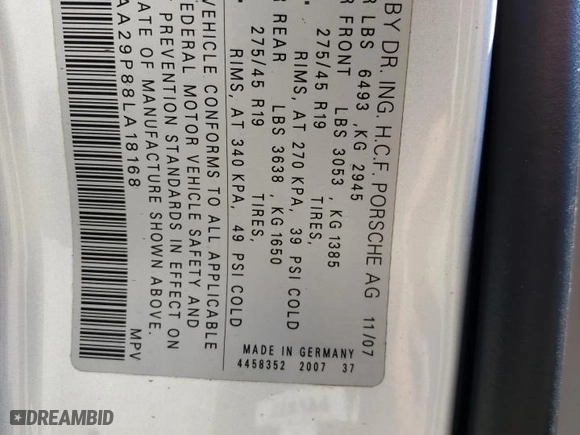 BY DR. ING. H.C.F. PORSCHE AG 11/07
R LBS 6493 ,KG 2945
R FRONT LBS 3053 , KG 1385
275/45 R19 TIRES,
RIMS, AT 270 KPA, 39 PSI COLD
REAR LBS 3638 , KG 1650
275/45 R19 TIRES,
RIMS, AT 340 KPA, 49 PSI COLD
VEHICLE CONFORMS TO ALL APPLICABLE
FEDERAL MOTOR VEHICLE SAFETY AND
T PREVENTION STANDARDS IN EFFECT ON
DATE OF MANUFACTURE SHOWN ABOVE.
AA29P88LA18168 MPV
MADE IN GERMANY
4458352 2007 37
DREAMBID